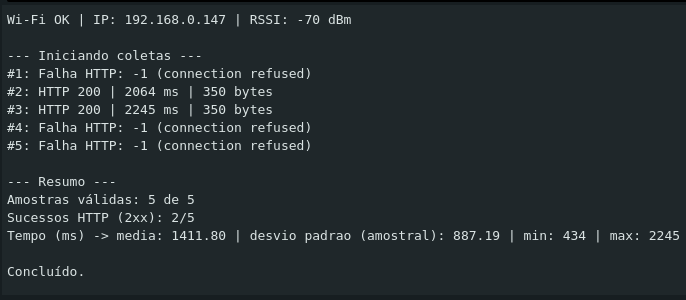 Wi-Fi OK | IP: 192.168.0.147 | RSSI: -70 dBm
--- Iniciando coletas ---
#1: Falha HTTP: -1 (connection refused)
#2: HTTP 200 | 2064 ms | 350 bytes
#3: HTTP 200 | 2245 ms | 350 bytes
#4: Falha HTTP: -1 (connection refused)
#5: Falha HTTP: -1 (connection refused)
--- Resumo ---
Amostras válidas: 5 de 5
Sucessos HTTP (2xx): 2/5
Tempo (ms) -> media: 1411.80 | desvio padrao (amostral): 887.19 | min: 434 | max: 2245
Concluído.